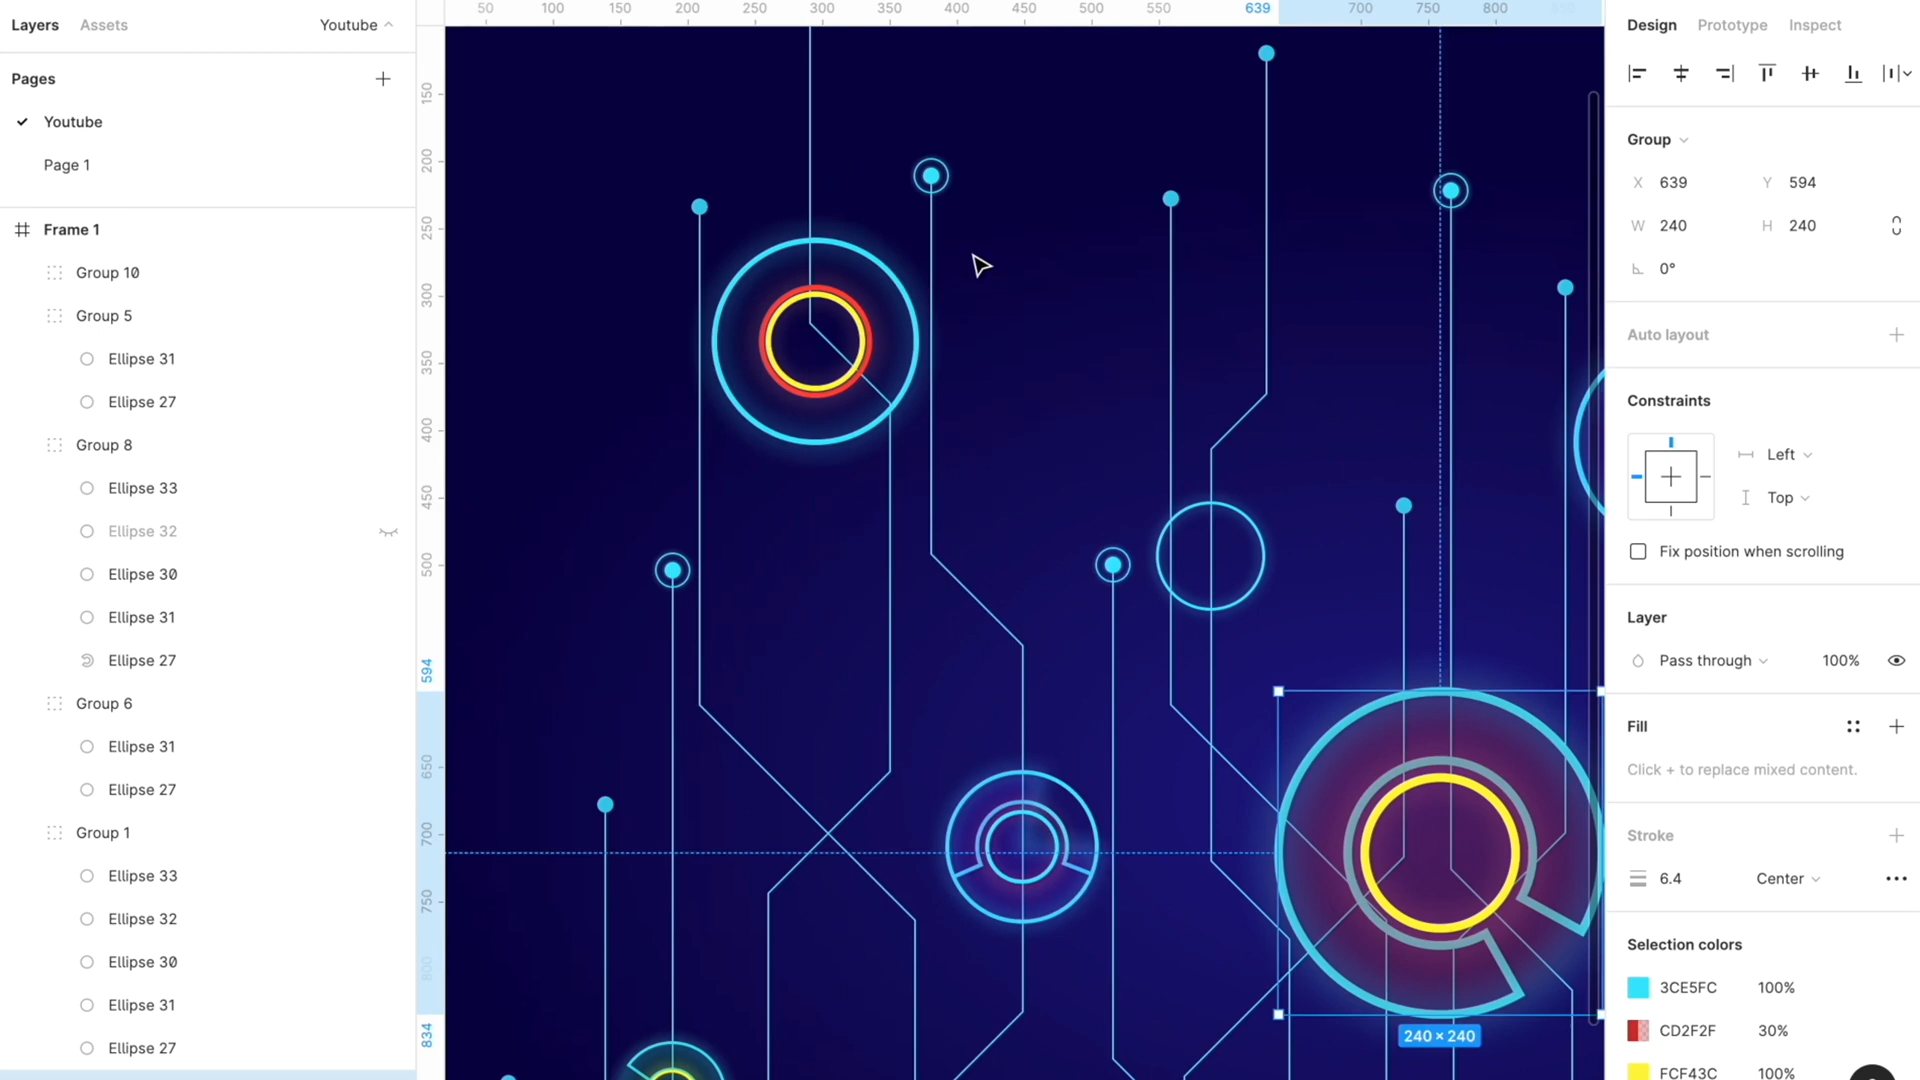 Layers Assets Youtube
Pages
Youtube
Page 1
Frame 1
Group 10
Group 5
Ellipse 31
Ellipse 27
Group 8
Ellipse 33
Ellipse 32
Ellipse 30
Ellipse 31
Ellipse 27
Group 6
Ellipse 31
Ellipse 27
Group 1
Ellipse 33
Ellipse 32
Ellipse 30
Ellipse 31
Ellipse 27
50 100 150 200 250 300 350 400 450 500 550 639 700 750 800
150
200
250
300
350
400
450
500
594
650
700
750
800
834
240 × 240
Design Prototype Inspect
Group
X 639 Y 594
W 240 H 240
0°
Auto layout
Constraints
Left
Top
Fix position when scrolling
Layer
Pass through 100%
Fill
Click + to replace mixed content.
Stroke
6.4 Center
Selection colors
3CE5FC 100%
CD2F2F 30%
FCF43C 100%